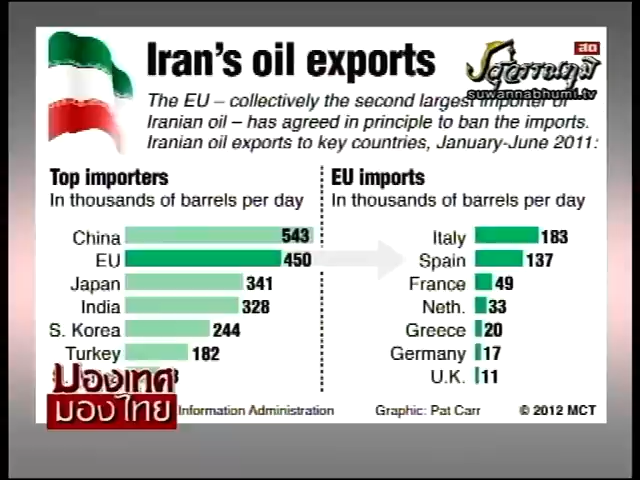 Iran's oil exports
สด
สุวรรณภูมิ
suwannabhumi.tv
The EU – collectively the second largest importer of
Iranian oil – has agreed in principle to ban the imports.
Iranian oil exports to key countries, January-June 2011:
Top importers
In thousands of barrels per day
China 543
EU 450
Japan 341
India 328
S. Korea 244
Turkey 182
EU imports
In thousands of barrels per day
Italy 183
Spain 137
France 49
Neth. 33
Greece 20
Germany 17
U.K. 11
มองเทศ
มองไทย
Information Administration
Graphic: Pat Carr
© 2012 MCT